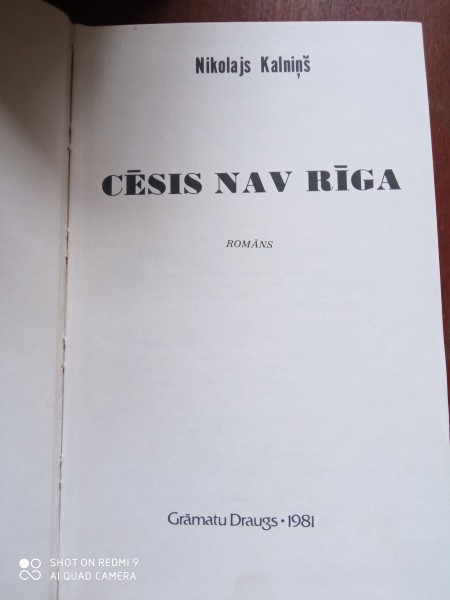 Nikolajs Kalniņš
CĒSIS NAV RĪGA
ROMĀNS
Grāmatu Draugs • 1981
SHOT ON REDMI 9
AI QUAD CAMERA